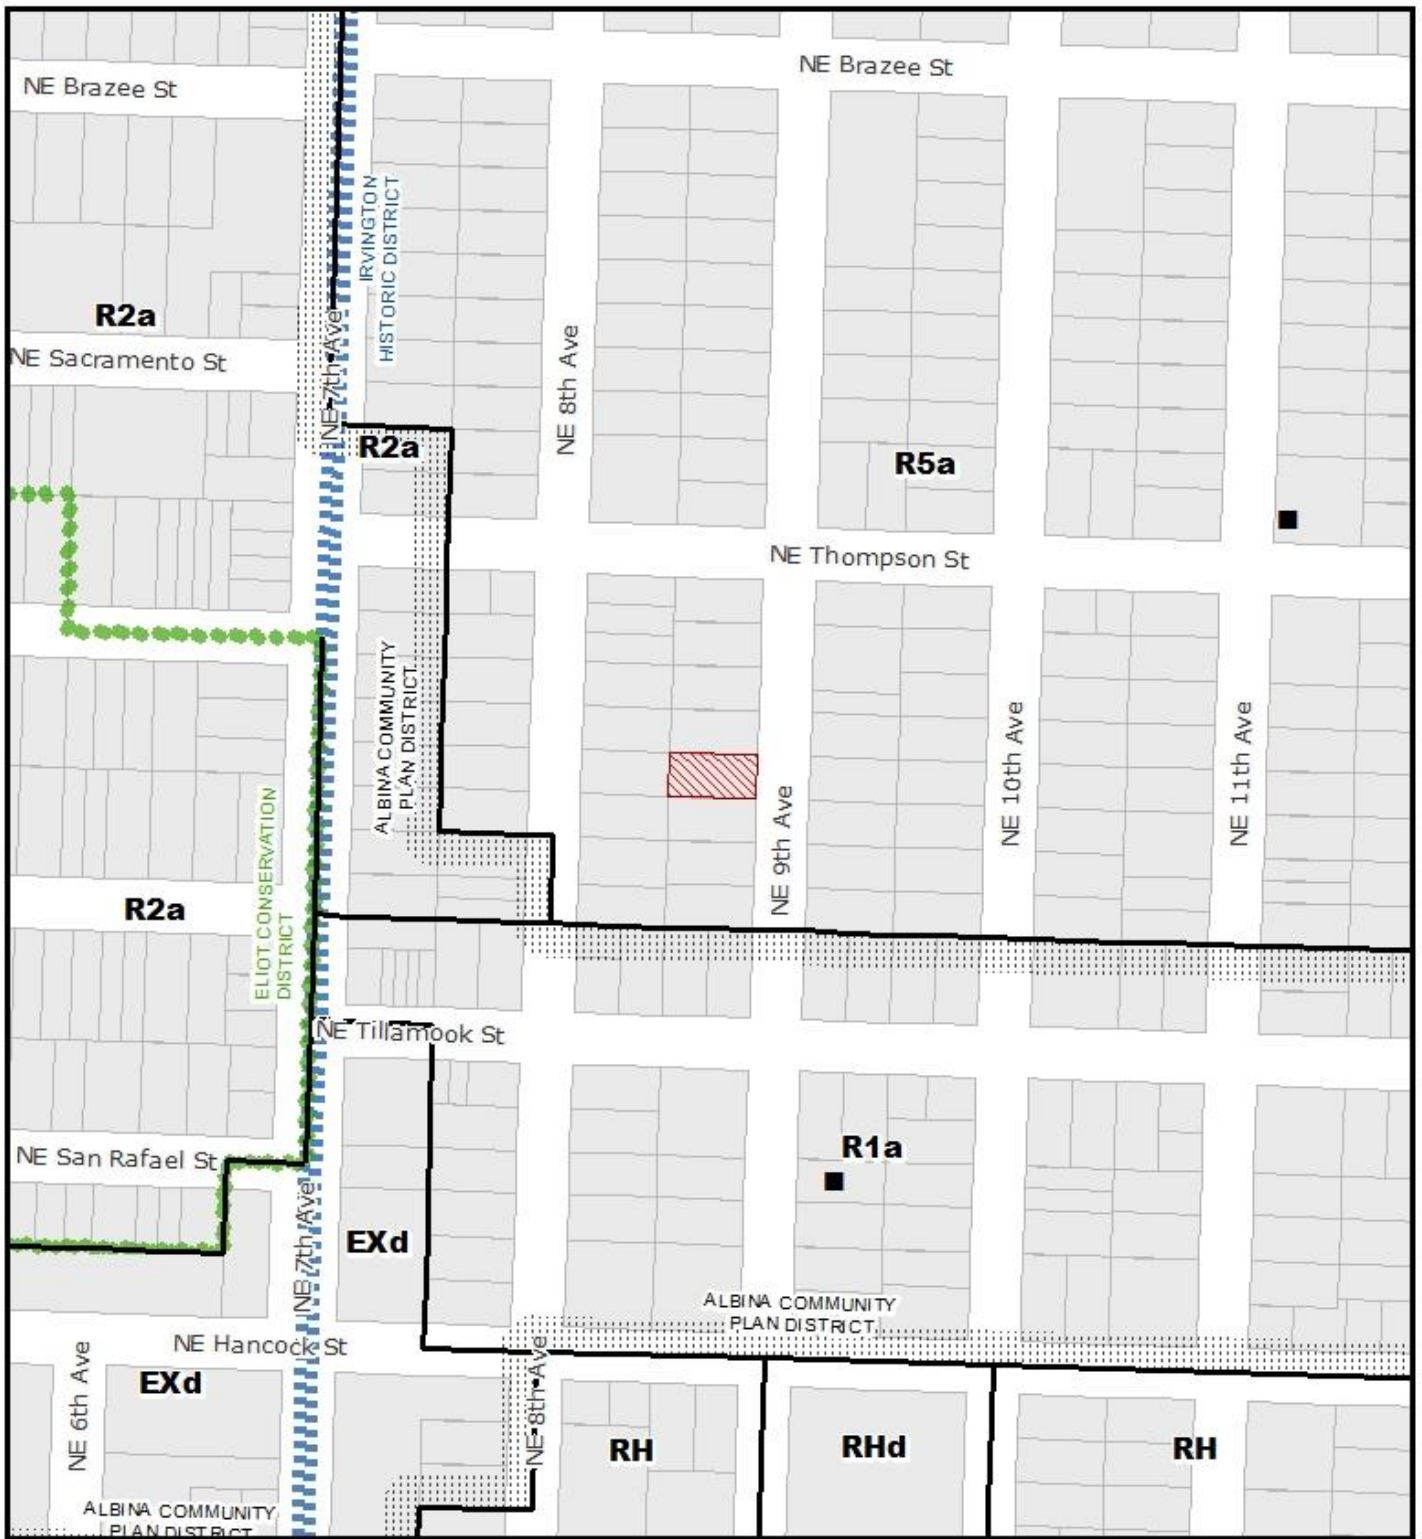 NE Brazee St
NE Brazee St
IRVINGTON
HISTORIC DISTRICT
R2a
NE Sacramento St
NE 7th Ave
NE 8th Ave
R2a
R5a
NE Thompson St
ALBINA COMMUNITY
PLAN DISTRICT
NE 9th Ave
NE 10th Ave
NE 11th Ave
ELIOT CONSERVATION
DISTRICT
R2a
NE Tillamook St
NE San Rafael St
R1a
NE 7th Ave
EXd
ALBINA COMMUNITY
PLAN DISTRICT
NE Hancock St
NE 6th Ave
EXd
NE 8th Ave
RH
RHd
RH
ALBINA COMMUNITY
PLAN DISTRICT